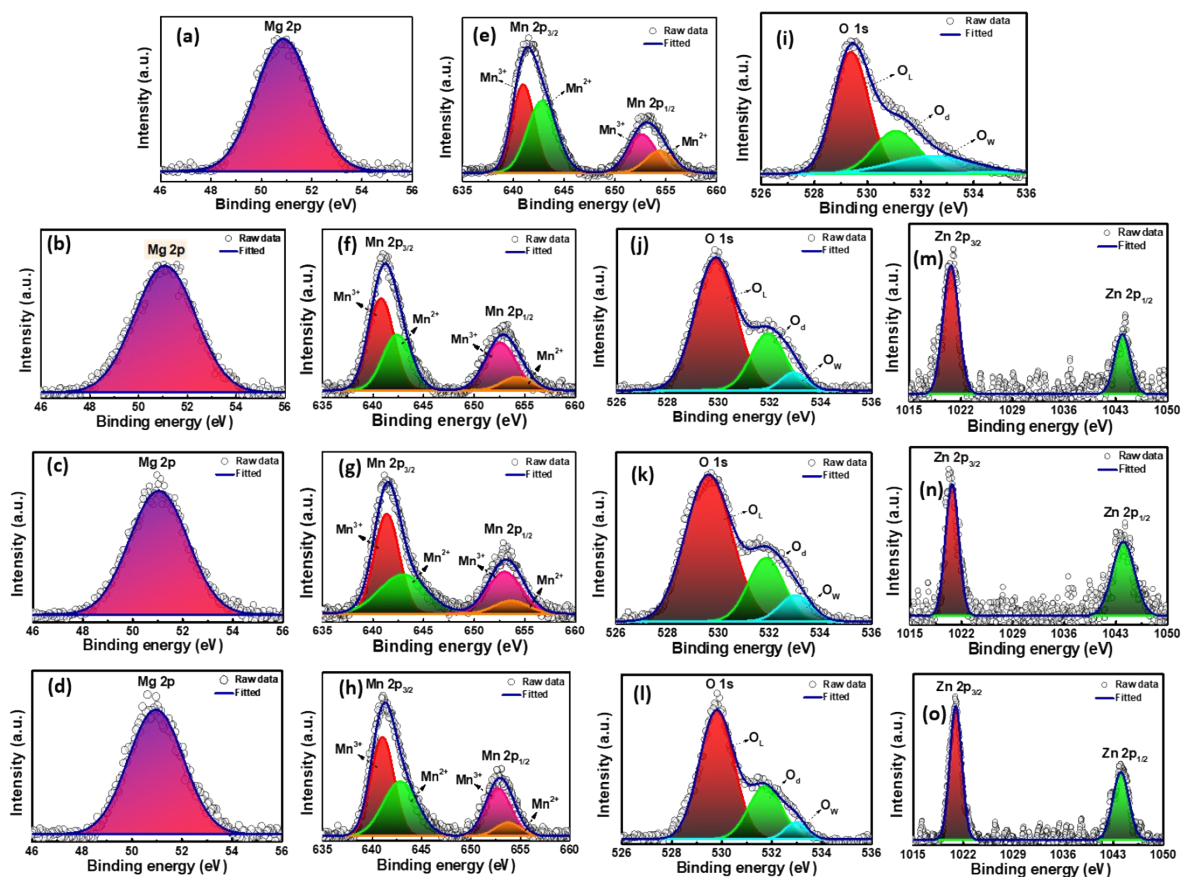 (a)
Mg 2p
Raw data
Fitted
Intensity (a.u.)
46 48 50 52 54 56
Binding energy (eV)
(e)
Mn 2p3/2
Raw data
Fitted
Mn3+
Mn2+
Mn 2p1/2
Mn3+
Mn2+
Intensity (a.u.)
635 640 645 650 655 660
Binding energy (eV)
(i)
O 1s
Raw data
Fitted
OL
Od
OW
Intensity (a.u.)
526 528 530 532 534 536
Binding energy (eV)
(b)
Mg 2p
Raw data
Fitted
Intensity (a.u.)
46 48 50 52 54 56
Binding energy (eV)
(f)
Mn 2p3/2
Raw data
Fitted
Mn3+
Mn2+
Mn 2p1/2
Mn3+
Mn2+
Intensity (a.u.)
635 640 645 650 655 660
Binding energy (eV)
(j)
O 1s
Raw data
Fitted
OL
Od
OW
Intensity (a.u.)
526 528 530 532 534 536
Binding energy (eV)
(m)
Zn 2p3/2
Raw data
Fitted
Zn 2p1/2
Intensity (a.u.)
1015 1022 1029 1036 1043 1050
Binding energy (eV)
(c)
Mg 2p
Raw data
Fitted
Intensity (a.u.)
46 48 50 52 54 56
Binding energy (eV)
(g)
Mn 2p3/2
Raw data
Fitted
Mn3+
Mn2+
Mn 2p1/2
Mn3+
Mn2+
Intensity (a.u.)
635 640 645 650 655 660
Binding energy (eV)
(k)
O 1s
Raw data
Fitted
OL
Od
OW
Intensity (a.u.)
526 528 530 532 534 536
Binding energy (eV)
(n)
Zn 2p3/2
Raw data
Fitted
Zn 2p1/2
Intensity (a.u.)
1015 1022 1029 1036 1043 1050
Binding energy (eV)
(d)
Mg 2p
Raw data
Fitted
Intensity (a.u.)
46 48 50 52 54 56
Binding energy (eV)
(h)
Mn 2p3/2
Raw data
Fitted
Mn3+
Mn2+
Mn 2p1/2
Mn3+
Mn2+
Intensity (a.u.)
635 640 645 650 655 660
Binding energy (eV)
(l)
O 1s
Raw data
Fitted
OL
Od
OW
Intensity (a.u.)
526 528 530 532 534 536
Binding energy (eV)
(o)
Zn 2p3/2
Raw data
Fitted
Zn 2p1/2
Intensity (a.u.)
1015 1022 1029 1036 1043 1050
Binding energy (eV)